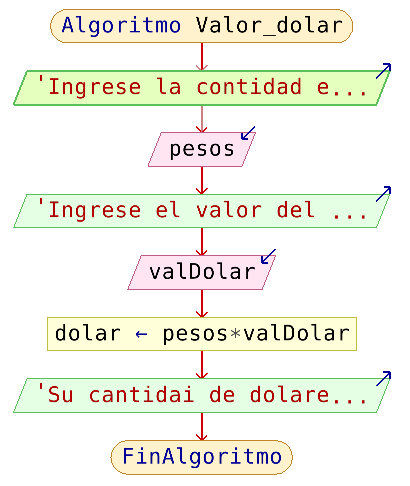 Algoritmo Valor_dolar
'Ingrese la contidad e...
pesos
'Ingrese el valor del ...
valDolar
dolar ← pesos*valDolar
'Su cantidai de dolare...
FinAlgoritmo